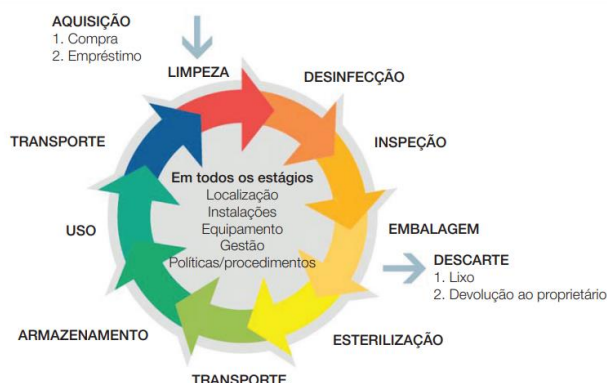 AQUISIÇÃO
1. Compra
2. Empréstimo
LIMPEZA
DESINFECÇÃO
INSPEÇÃO
EMBALAGEM
DESCARTE
1. Lixo
2. Devolução ao proprietário
ESTERILIZAÇÃO
TRANSPORTE
ARMAZENAMENTO
USO
TRANSPORTE
Em todos os estágios
Localização
Instalações
Equipamento
Gestão
Políticas/procedimentos